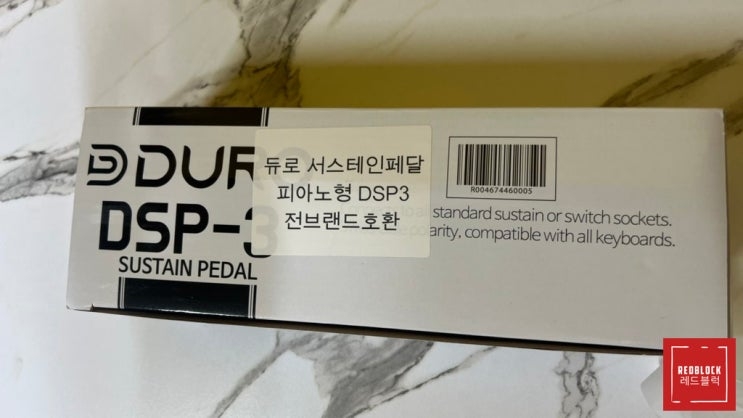 DURO
DSP-3
SUSTAIN PEDAL
듀로 서스테인페달
피아노형 DSP3
전브랜드호환
R004674460005
standard sustain or switch sockets.
compatible with all keyboards.
REDBLOCK
레드블럭